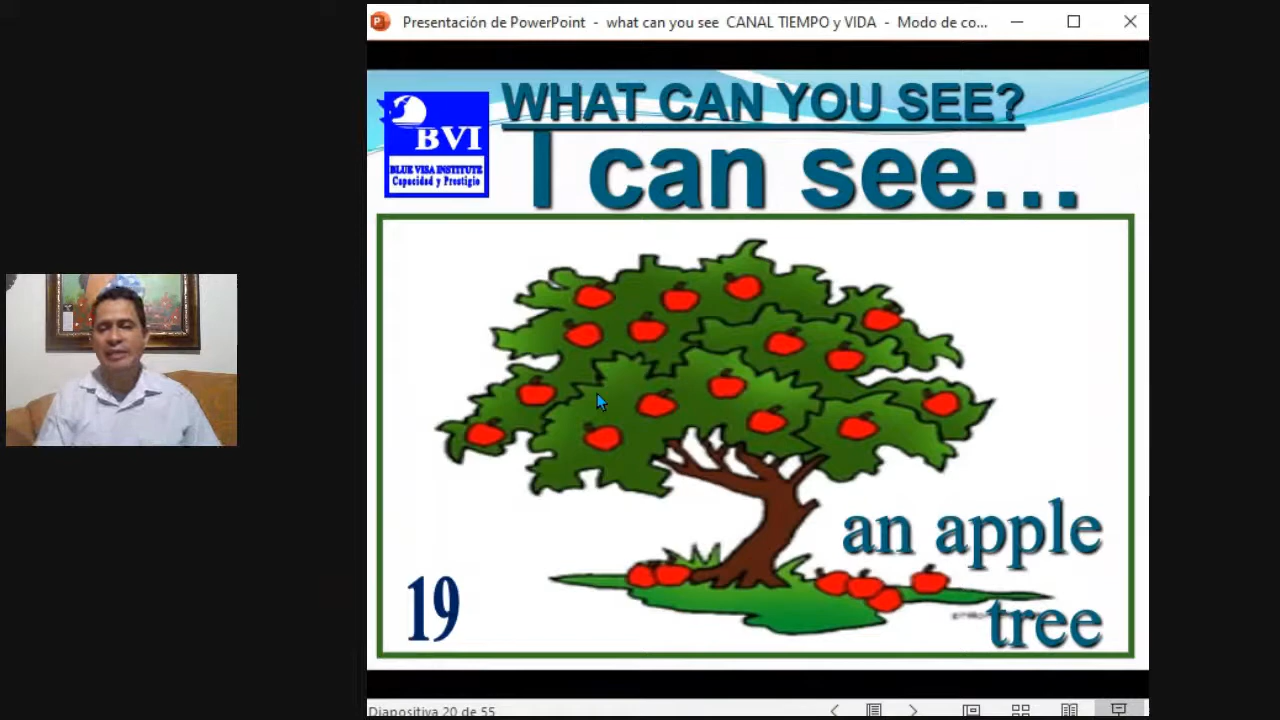 Presentación de PowerPoint - what can you see CANAL TIEMPO y VIDA - Modo de co...
WHAT CAN YOU SEE?
I can see...
BVI
BLUE VISA INSTITUTE
Capacidad y Prestigio
an apple
tree
19
Diapositiva 20 de 55